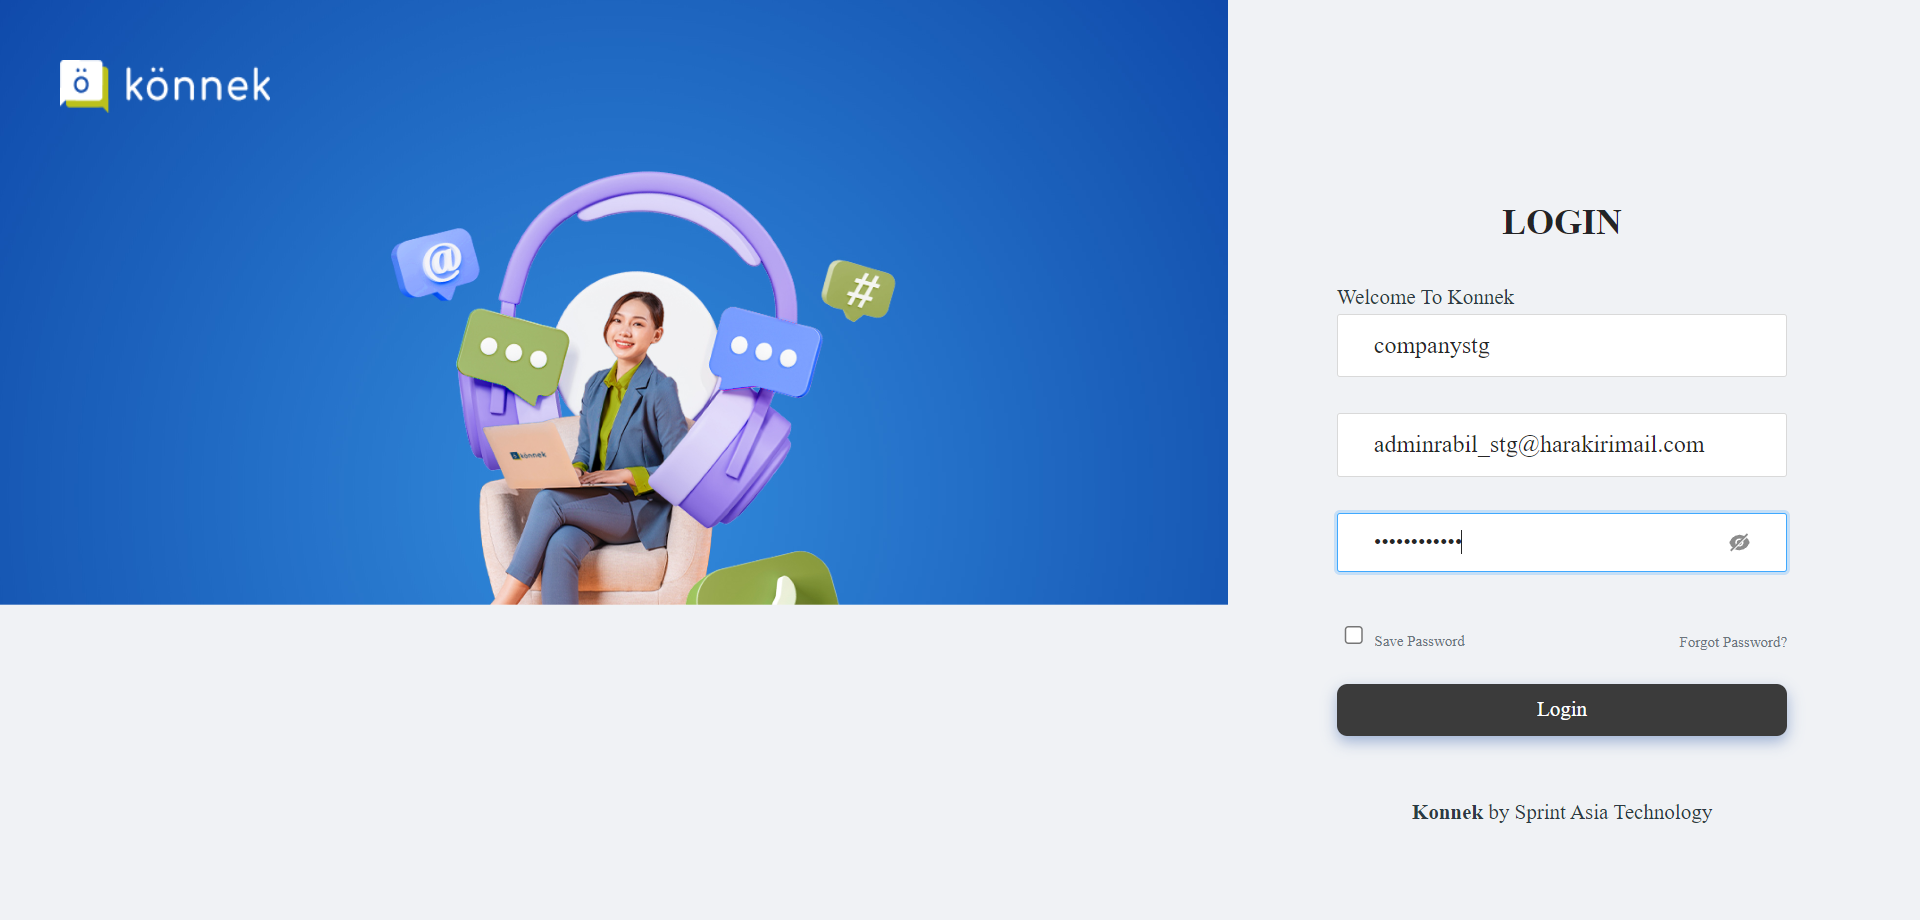 ö könnek
@
#
ö könnek
LOGIN
Welcome To Konnek
companystg
adminrabil_stg@harakirimail.com
••••••••••••
Save Password
Forgot Password?
Login
Konnek by Sprint Asia Technology